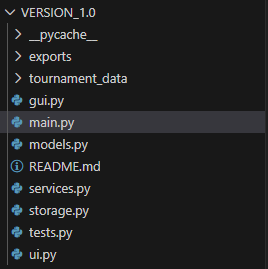 VERSION_1.0
__pycache__
exports
tournament_data
gui.py
main.py
models.py
README.md
services.py
storage.py
tests.py
ui.py